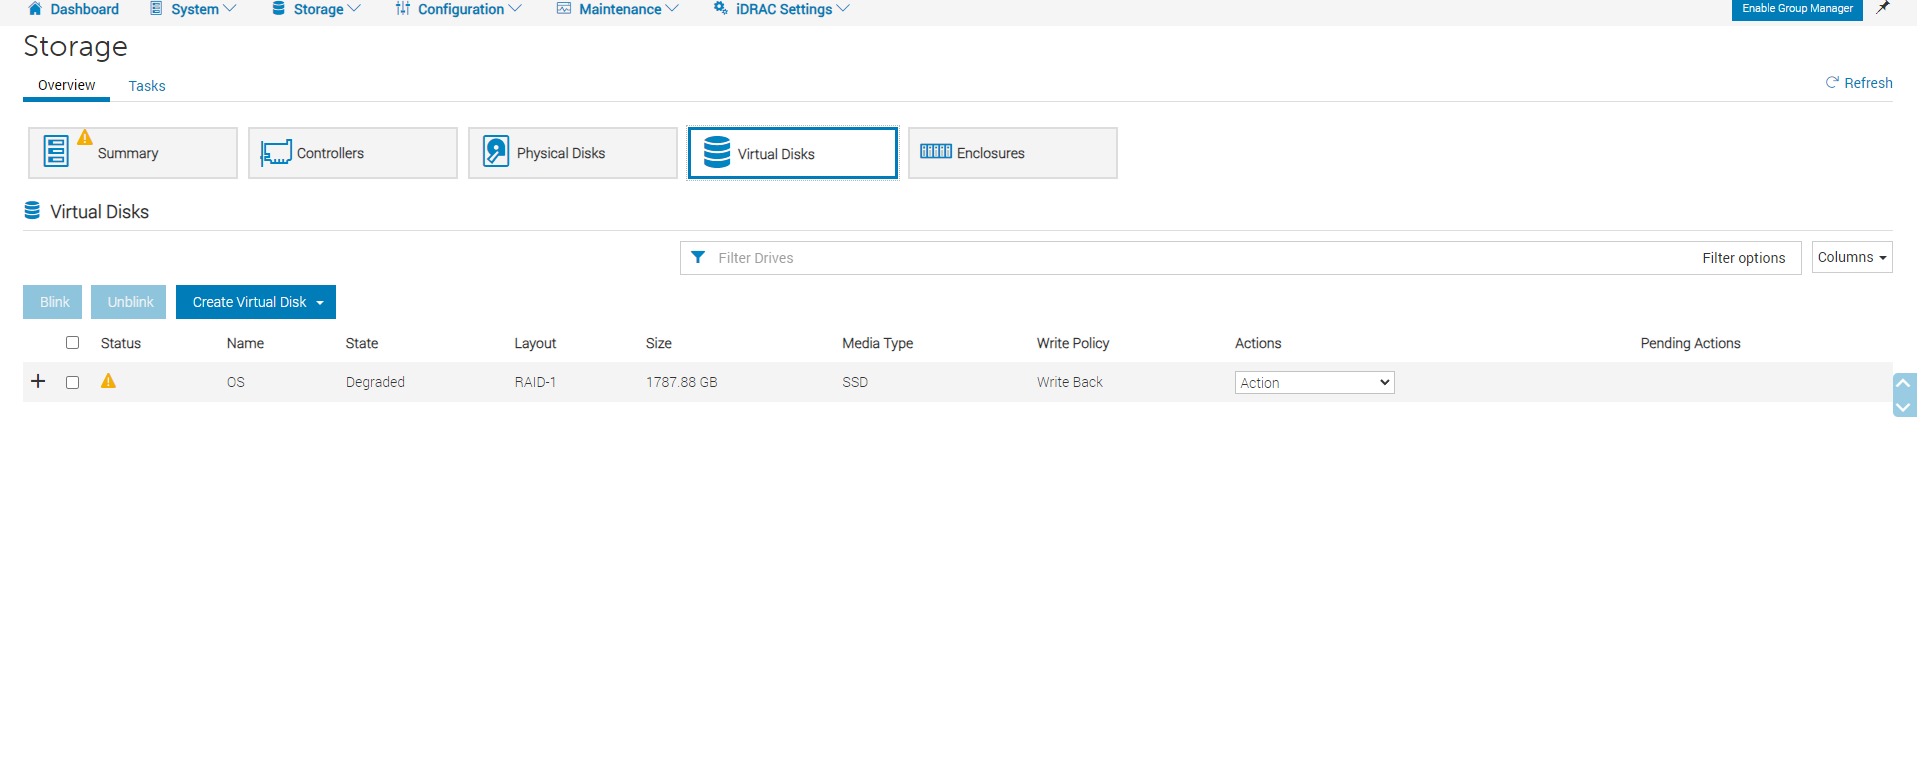 Dashboard System Storage Configuration Maintenance iDRAC Settings Enable Group Manager
Storage
Overview Tasks Refresh
Summary Controllers Physical Disks Virtual Disks Enclosures
Virtual Disks
Filter Drives Filter options Columns
Blink Unblink Create Virtual Disk
Status Name State Layout Size Media Type Write Policy Actions Pending Actions
OS Degraded RAID-1 1787.88 GB SSD Write Back Action